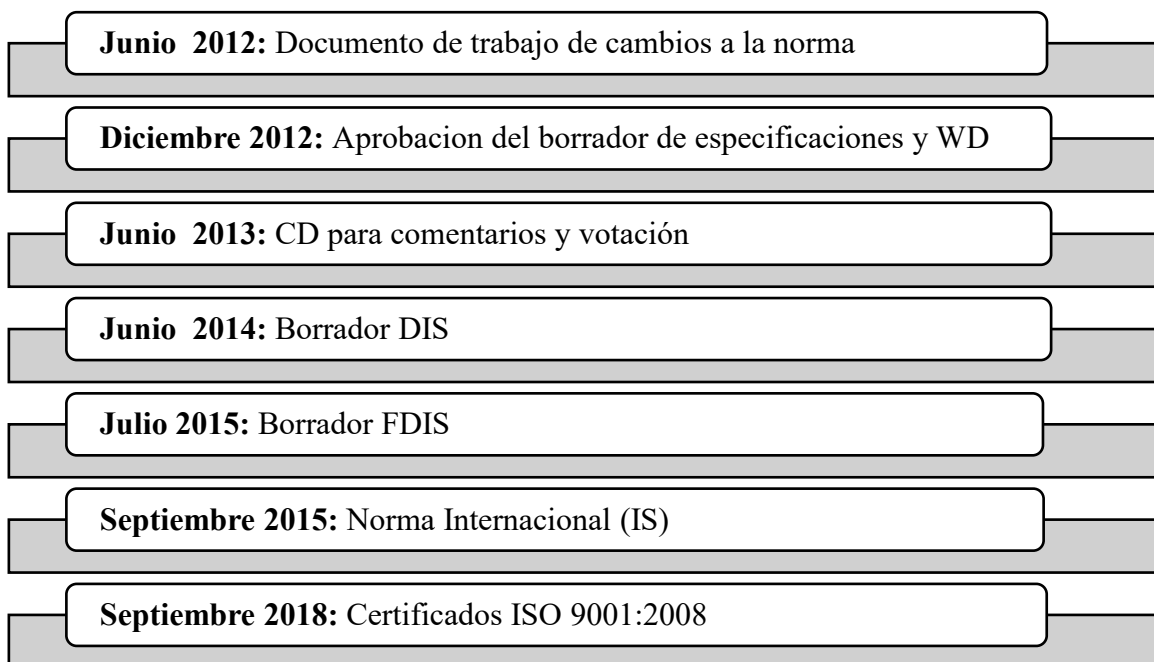 Junio  2012: Documento de trabajo de cambios a la norma
Diciembre 2012: Aprobacion del borrador de especificaciones y WD
Junio  2013: CD para comentarios y votación
Junio  2014: Borrador DIS
Julio 2015: Borrador FDIS
Septiembre 2015: Norma Internacional (IS)
Septiembre 2018: Certificados ISO 9001:2008